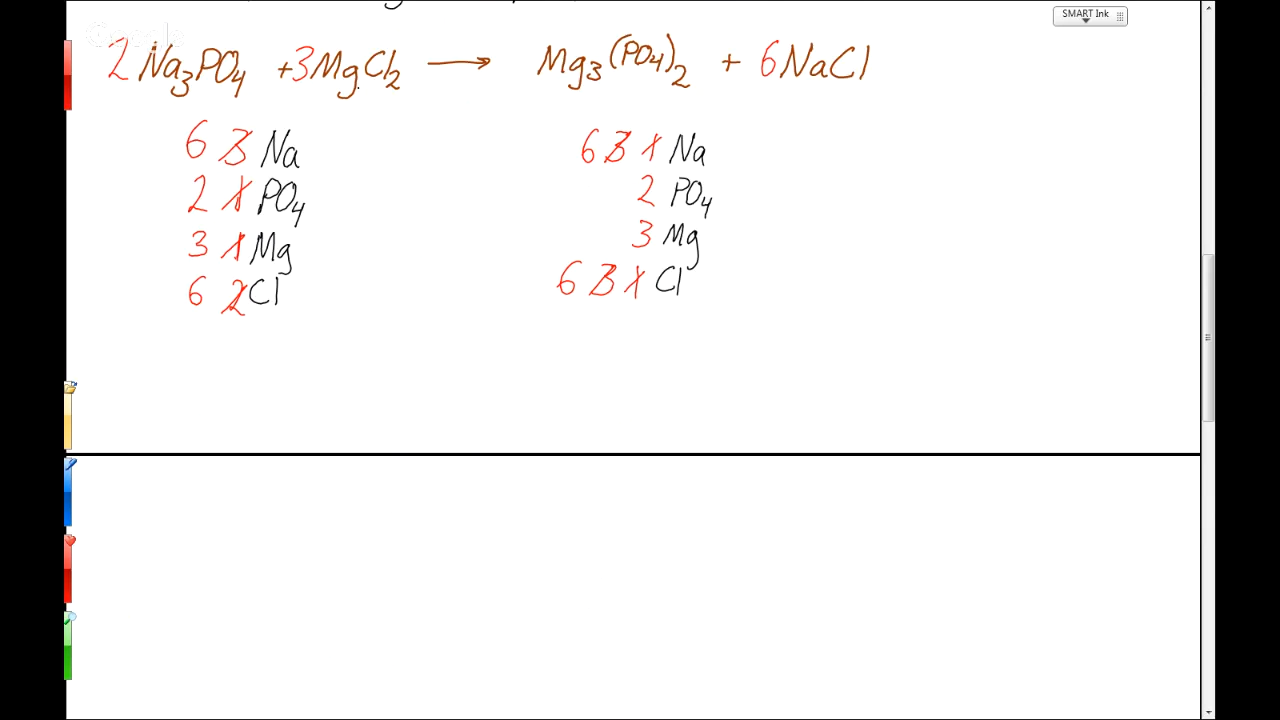 SMART Ink
2Na₃PO₄ + 3MgCl₂ → Mg₃(PO₄)₂ + 6NaCl
6 3 Na 6 3 1 Na
2 1 PO₄ 2 PO₄
3 1 Mg 3 Mg
6 2 Cl 6 3 1 Cl